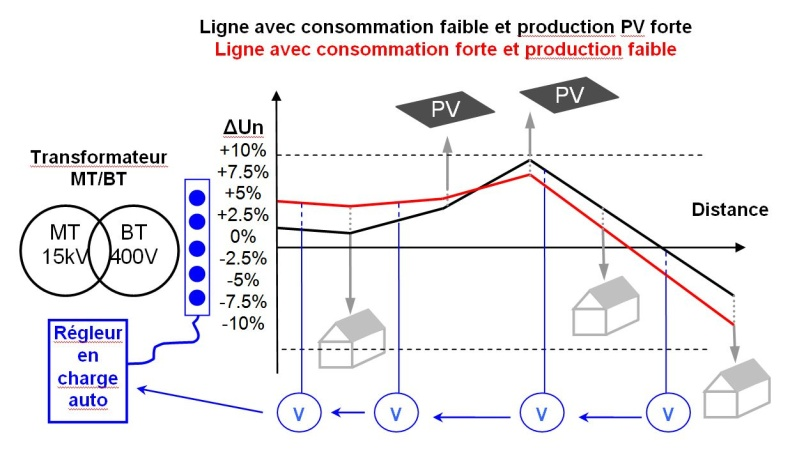 Ligne avec consommation faible et production PV forte
Ligne avec consommation forte et production faible
PV
PV
ΔUn
Transformateur
MT/BT
+10%
+7.5%
+5%
+2.5%
0%
-2.5%
-5%
-7.5%
-10%
Distance
MT
15kV
BT
400V
Régleur
en
charge
auto
V
V
V
V